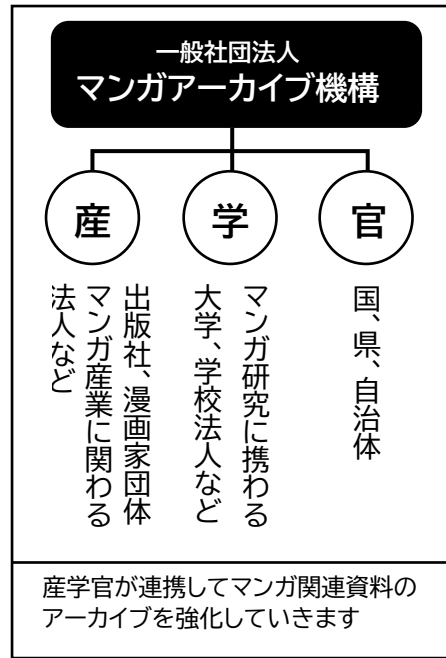 一般社団法人
マンガアーカイブ機構
産
学
官
出版社、漫画家団体
マンガ産業に関わる
法人など
マンガ研究に携わる
大学、学校法人など
国、県、自治体
産学官が連携してマンガ関連資料の
アーカイブを強化していきます